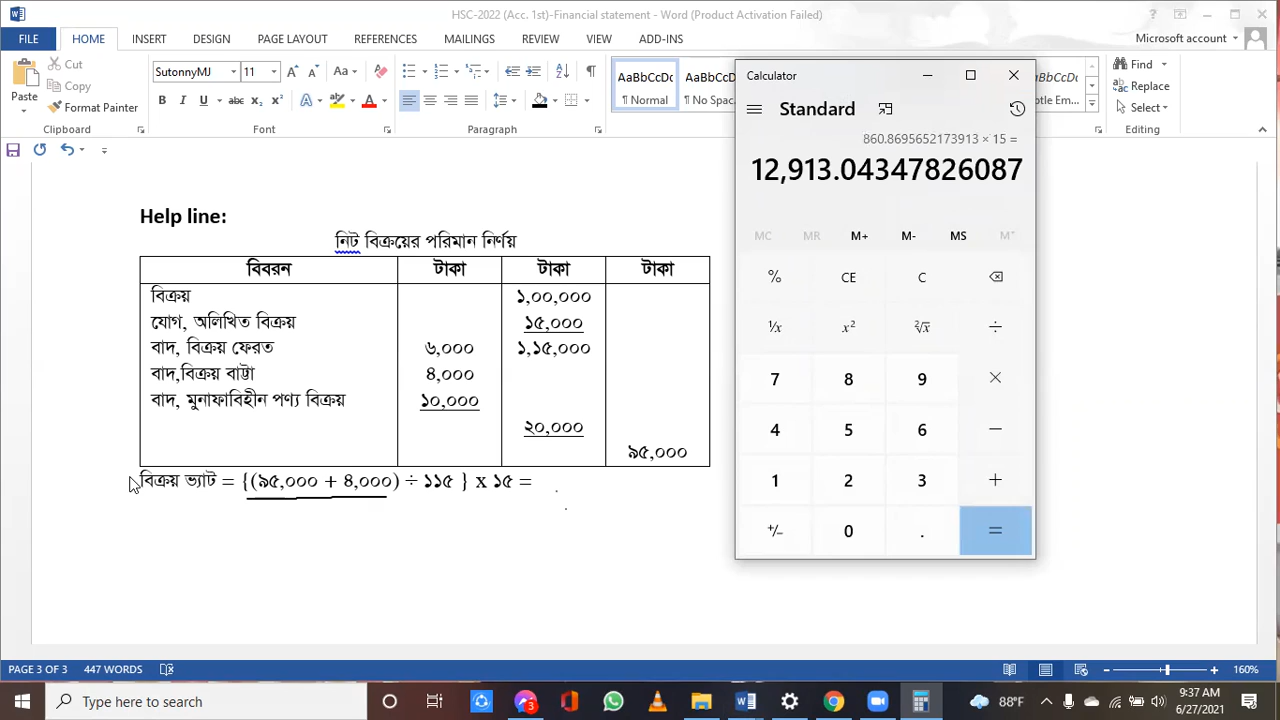 HSC-2022 (Acc. 1st)-Financial statement - Word (Product Activation Failed)
FILE HOME INSERT DESIGN PAGE LAYOUT REFERENCES MAILINGS REVIEW VIEW ADD-INS Microsoft account
Paste Cut SutonnyMJ 11 Aa AaBbCcDc AaBbCcDc Find
Copy ¶ Normal ¶ No Spac... Replace
Format Painter B I U abc x₂ x² A Select
Clipboard Font Paragraph Editing
Calculator
Standard
860.8695652173913 × 15 =
12,913.04347826087
MC MR M+ M- MS M˅
% CE C
¹/x x² ²√x ÷
7 8 9 ×
4 5 6 −
1 2 3 +
+/− 0 . =
Help line:
নিট বিক্রয়ের পরিমান নির্ণয়
বিবরন টাকা টাকা টাকা
বিক্রয় ১,০০,০০০
যোগ, অলিখিত বিক্রয় ১৫,০০০
বাদ, বিক্রয় ফেরত ৬,০০০ ১,১৫,০০০
বাদ,বিক্রয় বাট্টা ৪,০০০
বাদ, মুনাফাবিহীন পণ্য বিক্রয় ১০,০০০
২০,০০০
৯৫,০০০
বিক্রয় ভ্যাট = {(৯৫,০০০ + ৪,০০০) ÷ ১১৫ } x ১৫ =
PAGE 3 OF 3 447 WORDS 160%
Type here to search 3 88°F 9:37 AM
6/27/2021